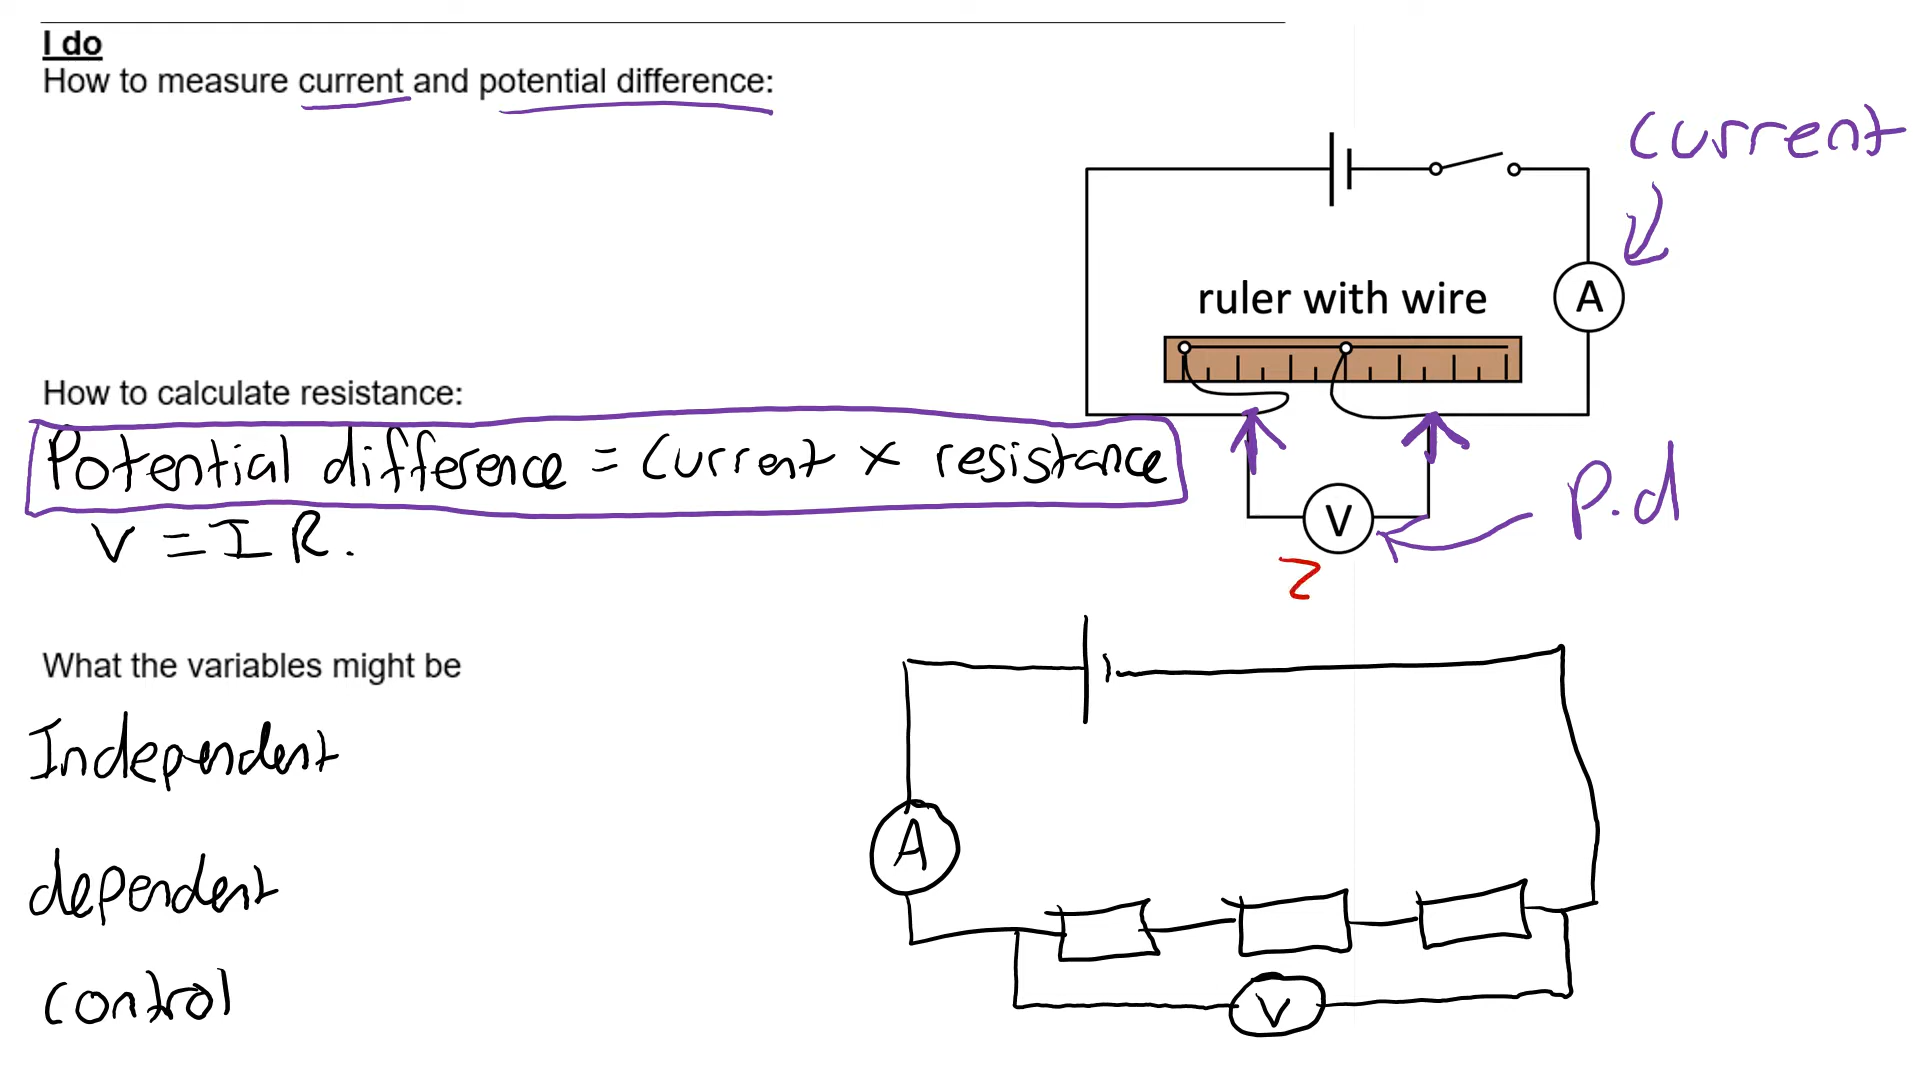 I do
How to measure current and potential difference:
current
ruler with wire
A
How to calculate resistance:
Potential difference = Current x resistance
V = I R.
V
P.d
2
What the variables might be
Independent
A
dependent
control
V